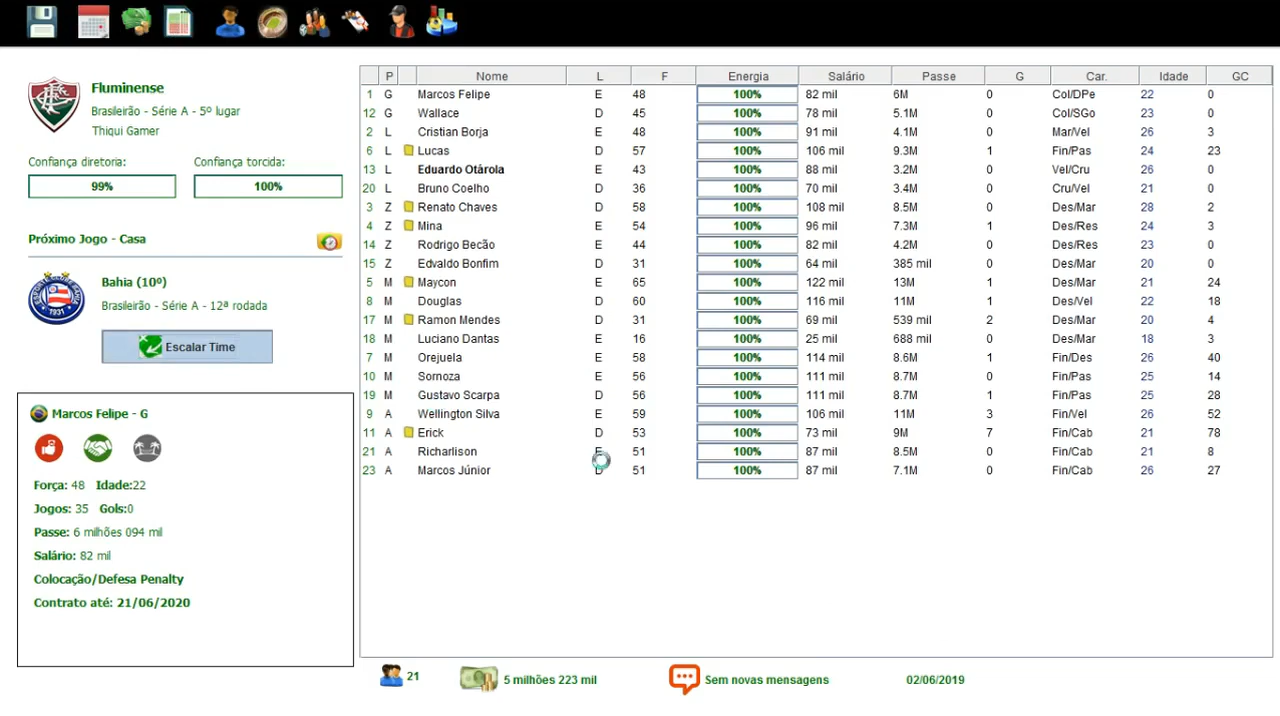 Fluminense
Brasileirão - Série A - 5º lugar
Thiqui Gamer
Confiança diretoria: Confiança torcida:
99% 100%
Próximo Jogo - Casa
Bahia (10º)
Brasileirão - Série A - 12ª rodada
1931
Escalar Time
Marcos Felipe - G
Força: 48 Idade:22
Jogos: 35 Gols:0
Passe: 6 milhões 094 mil
Salário: 82 mil
Colocação/Defesa Penalty
Contrato até: 21/06/2020
P Nome L F Energia Salário Passe G Car. Idade GC
1 G Marcos Felipe E 48 100% 82 mil 6M 0 Col/DPe 22 0
12 G Wallace D 45 100% 78 mil 5.1M 0 Col/SGo 23 0
2 L Cristian Borja E 48 100% 91 mil 4.1M 0 Mar/Vel 26 3
6 L Lucas D 57 100% 106 mil 9.3M 1 Fin/Pas 24 23
13 L Eduardo Otárola E 43 100% 88 mil 3.2M 0 Vel/Cru 26 0
20 L Bruno Coelho D 36 100% 70 mil 3.4M 0 Cru/Vel 21 0
3 Z Renato Chaves D 58 100% 108 mil 8.5M 0 Des/Mar 28 2
4 Z Mina E 54 100% 96 mil 7.3M 1 Des/Res 24 3
14 Z Rodrigo Becão E 44 100% 82 mil 4.2M 0 Des/Res 23 0
15 Z Edvaldo Bonfim D 31 100% 64 mil 385 mil 0 Des/Mar 20 0
5 M Maycon E 65 100% 122 mil 13M 1 Des/Mar 21 24
8 M Douglas D 60 100% 116 mil 11M 1 Des/Vel 22 18
17 M Ramon Mendes D 31 100% 69 mil 539 mil 2 Des/Mar 20 4
18 M Luciano Dantas E 16 100% 25 mil 688 mil 0 Des/Mar 18 3
7 M Orejuela E 58 100% 114 mil 8.6M 1 Fin/Des 26 40
10 M Sornoza E 56 100% 111 mil 8.7M 0 Fin/Pas 26 14
19 M Gustavo Scarpa D 56 100% 111 mil 8.7M 1 Fin/Pas 25 28
9 A Wellington Silva E 59 100% 106 mil 11M 3 Fin/Vel 26 52
11 A Erick D 53 100% 73 mil 9M 7 Fin/Cab 21 78
21 A Richarlison E 51 100% 87 mil 8.5M 0 Fin/Cab 21 8
23 A Marcos Júnior D 51 100% 87 mil 7.1M 0 Fin/Cab 26 27
21 5 milhões 223 mil Sem novas mensagens 02/06/2019